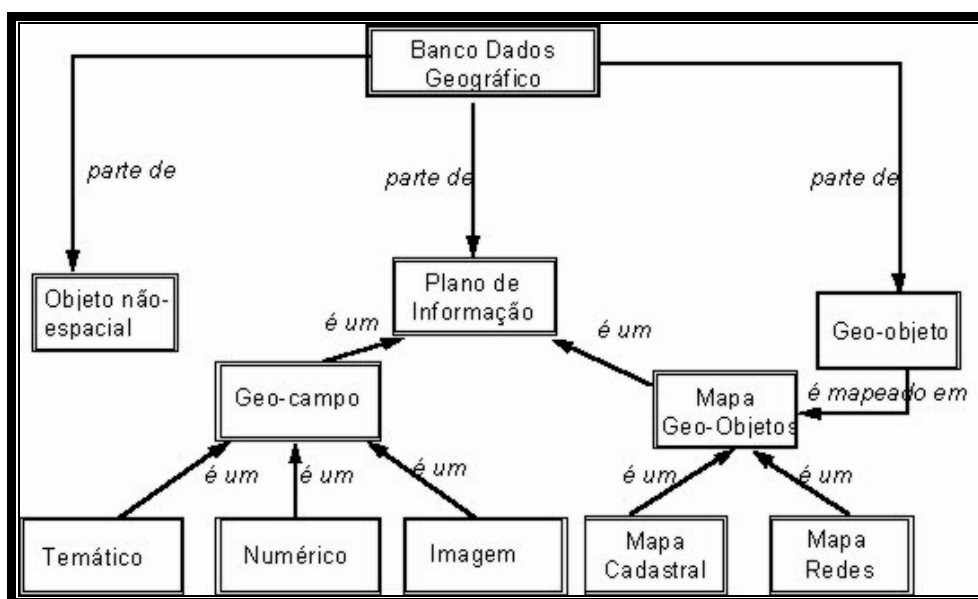 Banco Dados
Geográfico
parte de
parte de
parte de
Objeto não-
espacial
Plano de
Informação
Geo-objeto
é um
é um
é mapeado em
Geo-campo
Mapa
Geo-Objetos
é um
é um
é um
é um
é um
Temático
Numérico
Imagem
Mapa
Cadastral
Mapa
Redes